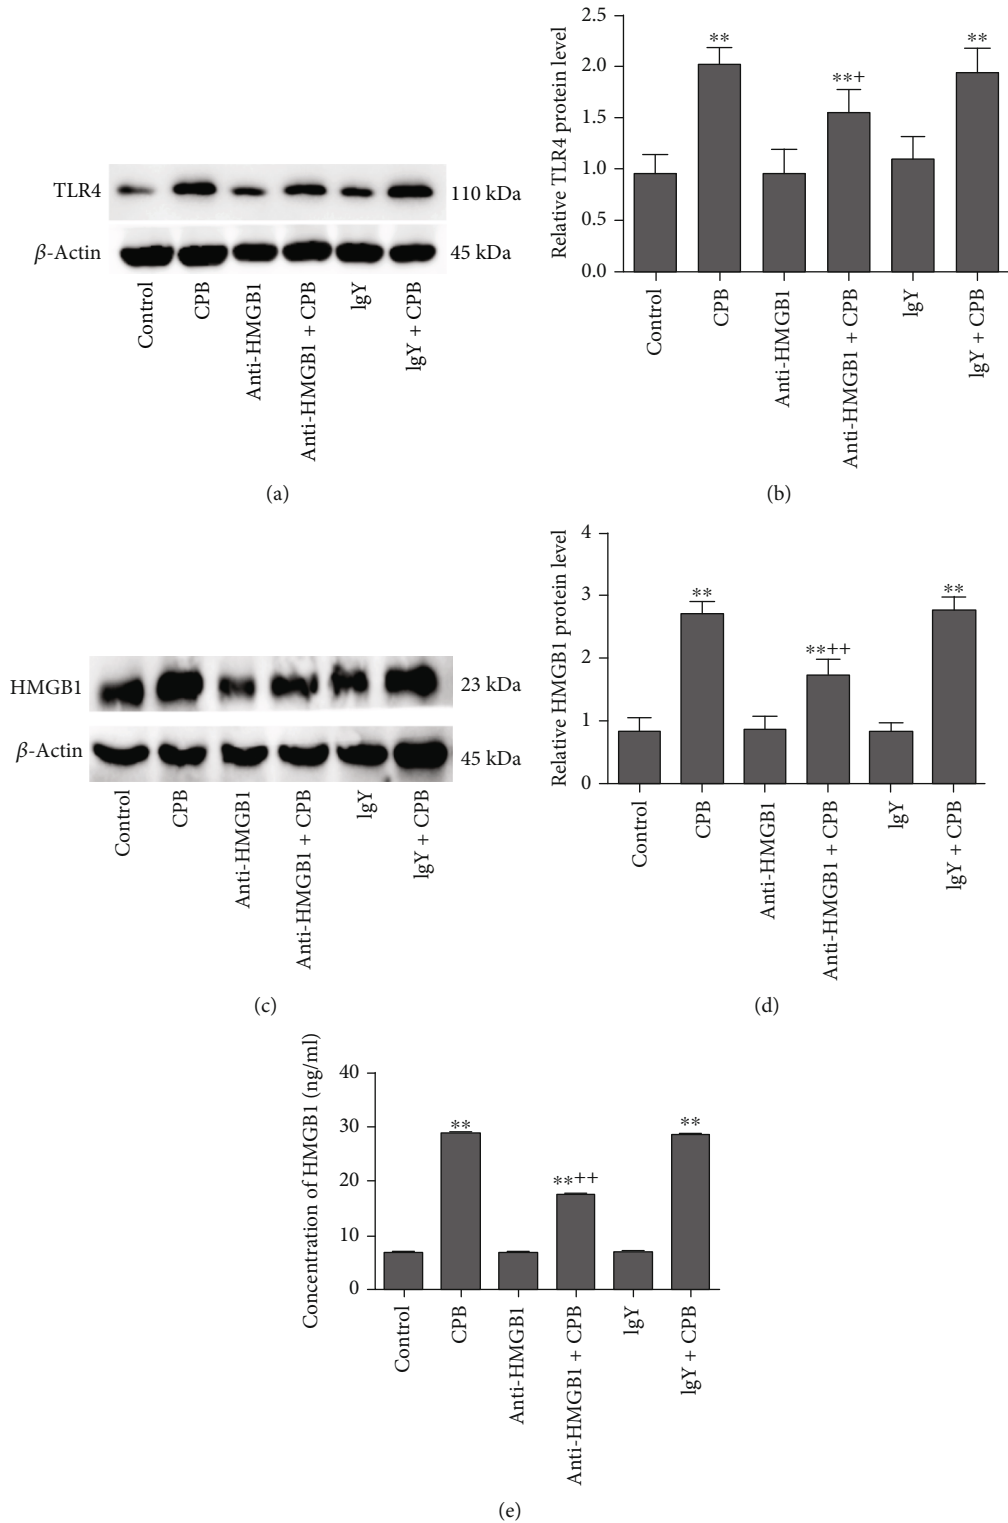 TLR4
110 kDa
β-Actin
45 kDa
Control
CPB
Anti-HMGB1
Anti-HMGB1 + CPB
lgY
lgY + CPB
(a)
Relative TLR4 protein level
2.5
2.0
1.5
1.0
0.5
0.0
**
**+
**
Control
CPB
Anti-HMGB1
Anti-HMGB1 + CPB
lgY
lgY + CPB
(b)
HMGB1
23 kDa
β-Actin
45 kDa
Control
CPB
Anti-HMGB1
Anti-HMGB1 + CPB
lgY
lgY + CPB
(c)
Relative HMGB1 protein level
4
3
2
1
0
**
**++
**
Control
CPB
Anti-HMGB1
Anti-HMGB1 + CPB
lgY
lgY + CPB
(d)
Concentration of HMGB1 (ng/ml)
40
30
20
10
0
**
**++
**
Control
CPB
Anti-HMGB1
Anti-HMGB1 + CPB
lgY
lgY + CPB
(e)